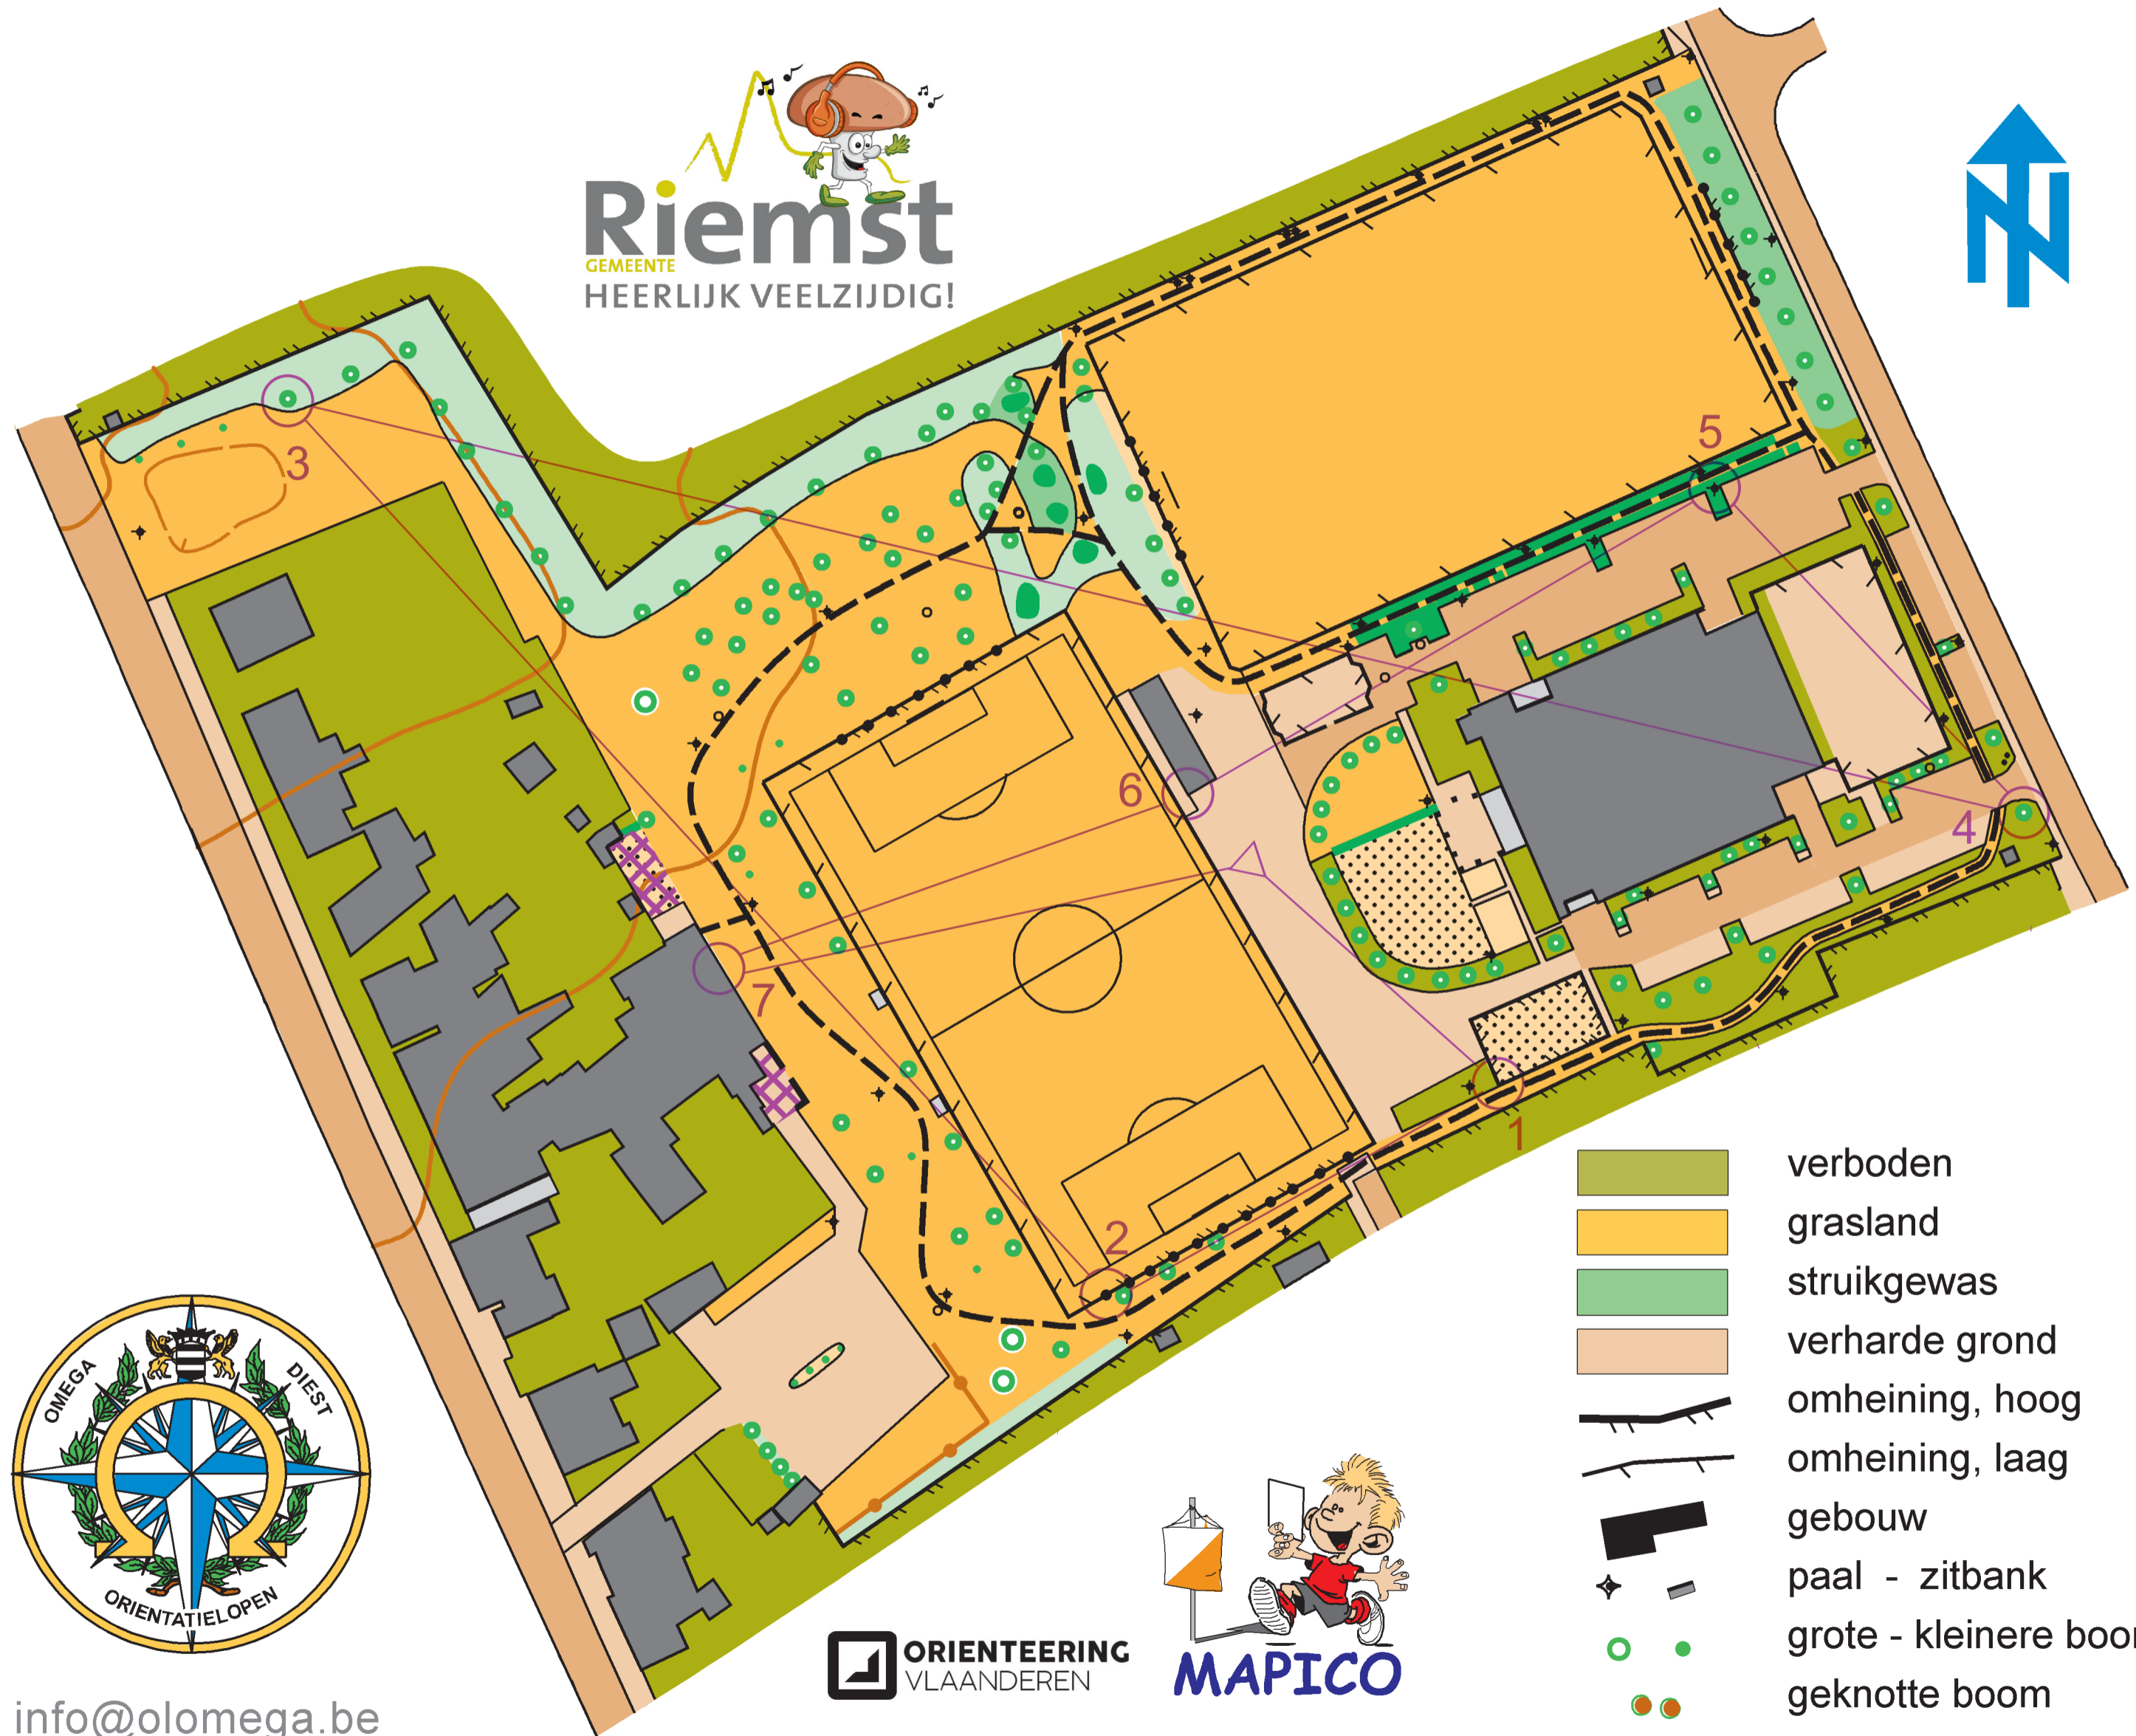 Riemst
GEMEENTE
HEERLIJK VEELZIJDIG!
N
5
3
6
4
7
1
2
verboden
grasland
struikgewas
verharde grond
omheining, hoog
omheining, laag
gebouw
paal - zitbank
grote - kleinere boom
geknotte boom
OMEGA DIEST
ORIENTATIELOPEN
ORIENTEERING
VLAANDEREN
MAPICO
info@olomega.be